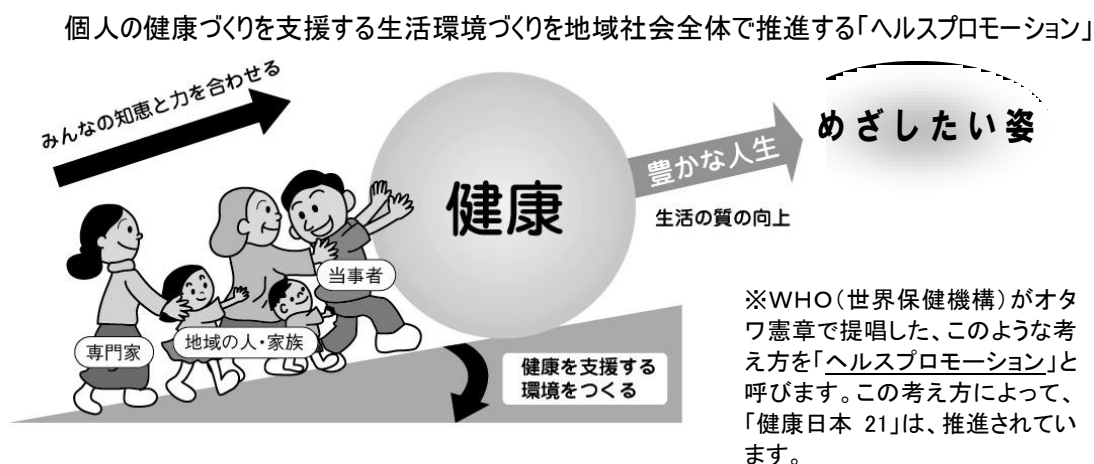 個人の健康づくりを支援する生活環境づくりを地域社会全体で推進する「ヘルスプロモーション」
みんなの知恵と力を合わせる
めざしたい姿
豊かな人生
健康
生活の質の向上
当事者
地域の人・家族
専門家
健康を支援する
環境をつくる
※WHO(世界保健機構)がオタ
ワ憲章で提唱した、このような考
え方を「ヘルスプロモーション」と
呼びます。この考え方によって、
「健康日本 21」は、推進されてい
ます。